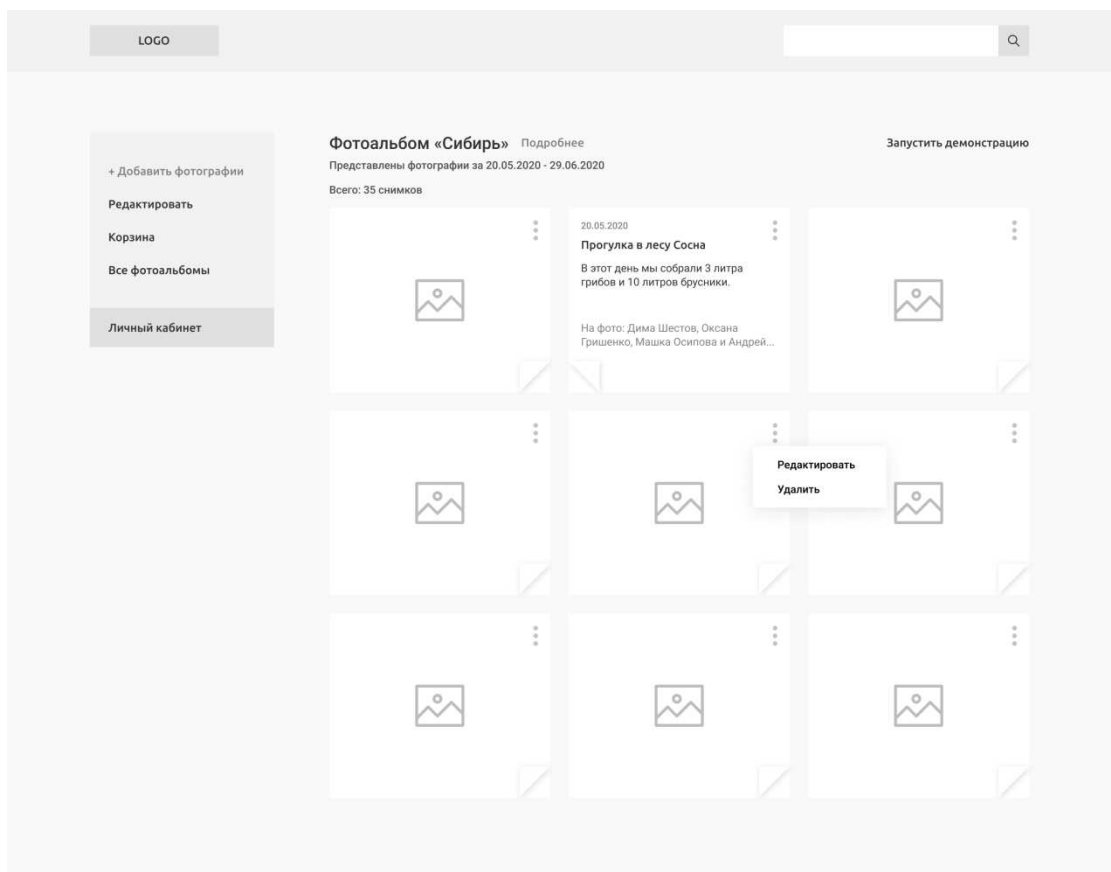 LOGO
+ Добавить фотографии
Редактировать
Корзина
Все фотоальбомы
Личный кабинет
Фотоальбом «Сибирь» Подробнее
Запустить демонстрацию
Представлены фотографии за 20.05.2020 - 29.06.2020
Всего: 35 снимков
20.05.2020
Прогулка в лесу Сосна
В этот день мы собрали 3 литра
грибов и 10 литров брусники.
На фото: Дима Шестов, Оксана
Гришенко, Машка Осипова и Андрей...
Редактировать
Удалить